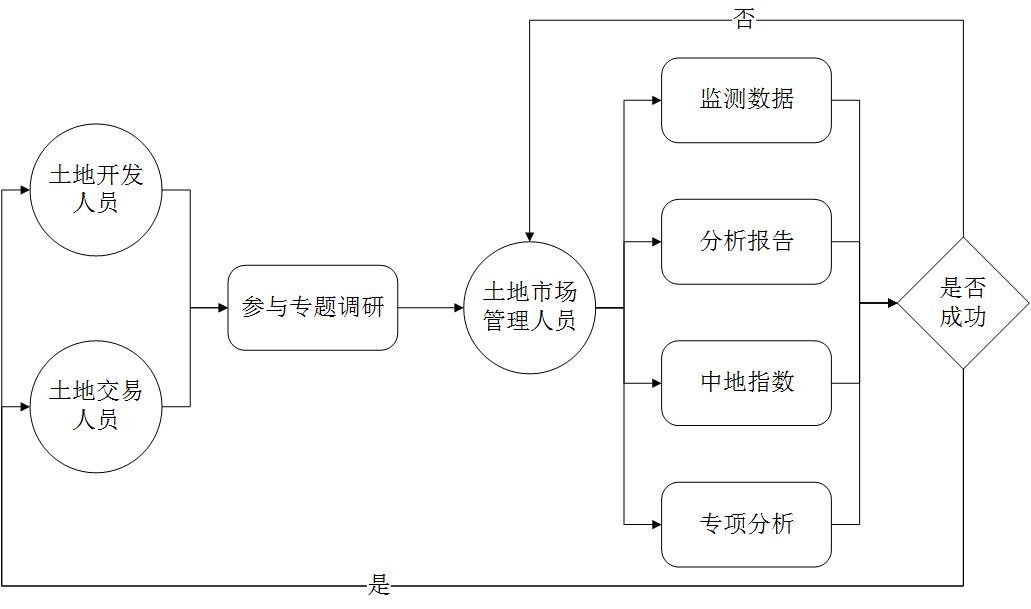 否
监测数据
土地开发
人员
分析报告
参与专题调研
土地市场
管理人员
是否
成功
土地交易
人员
中地指数
专项分析
是